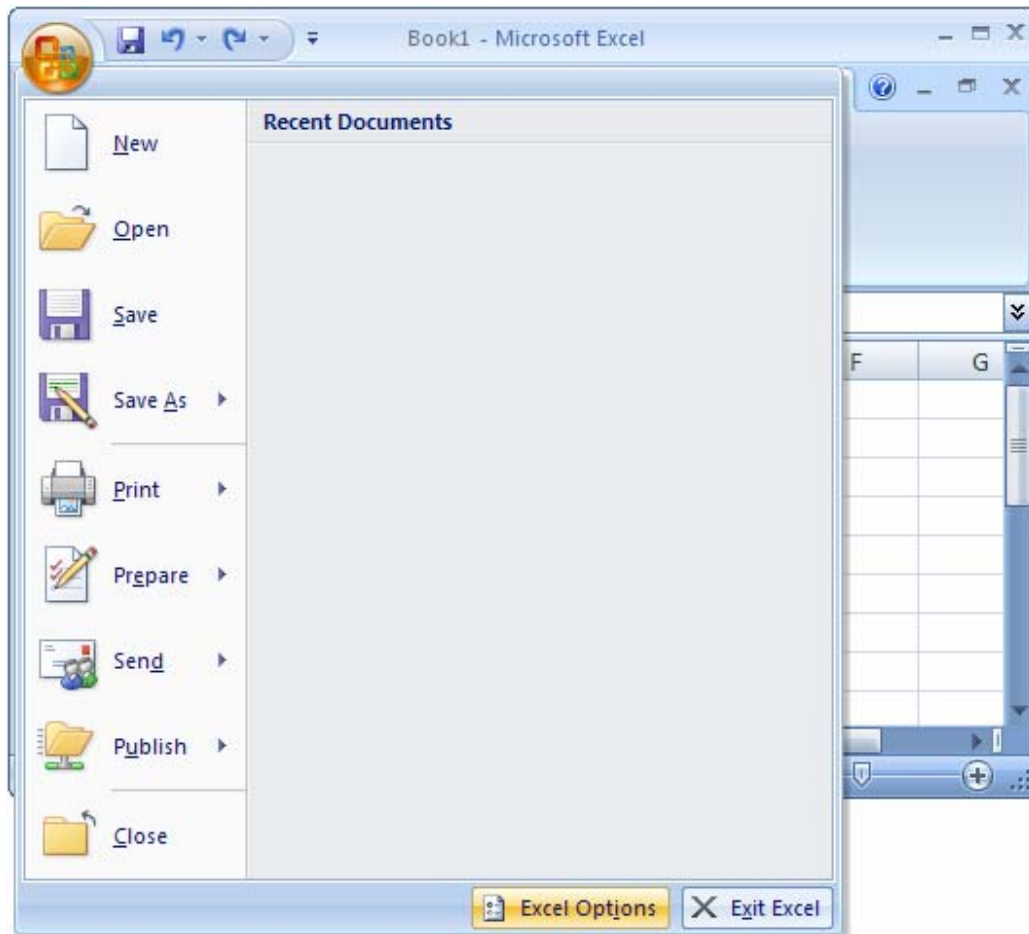 Book1 - Microsoft Excel
Recent Documents
New
Open
Save
Save As
Print
Prepare
Send
Publish
Close
F G
Excel Options
Exit Excel